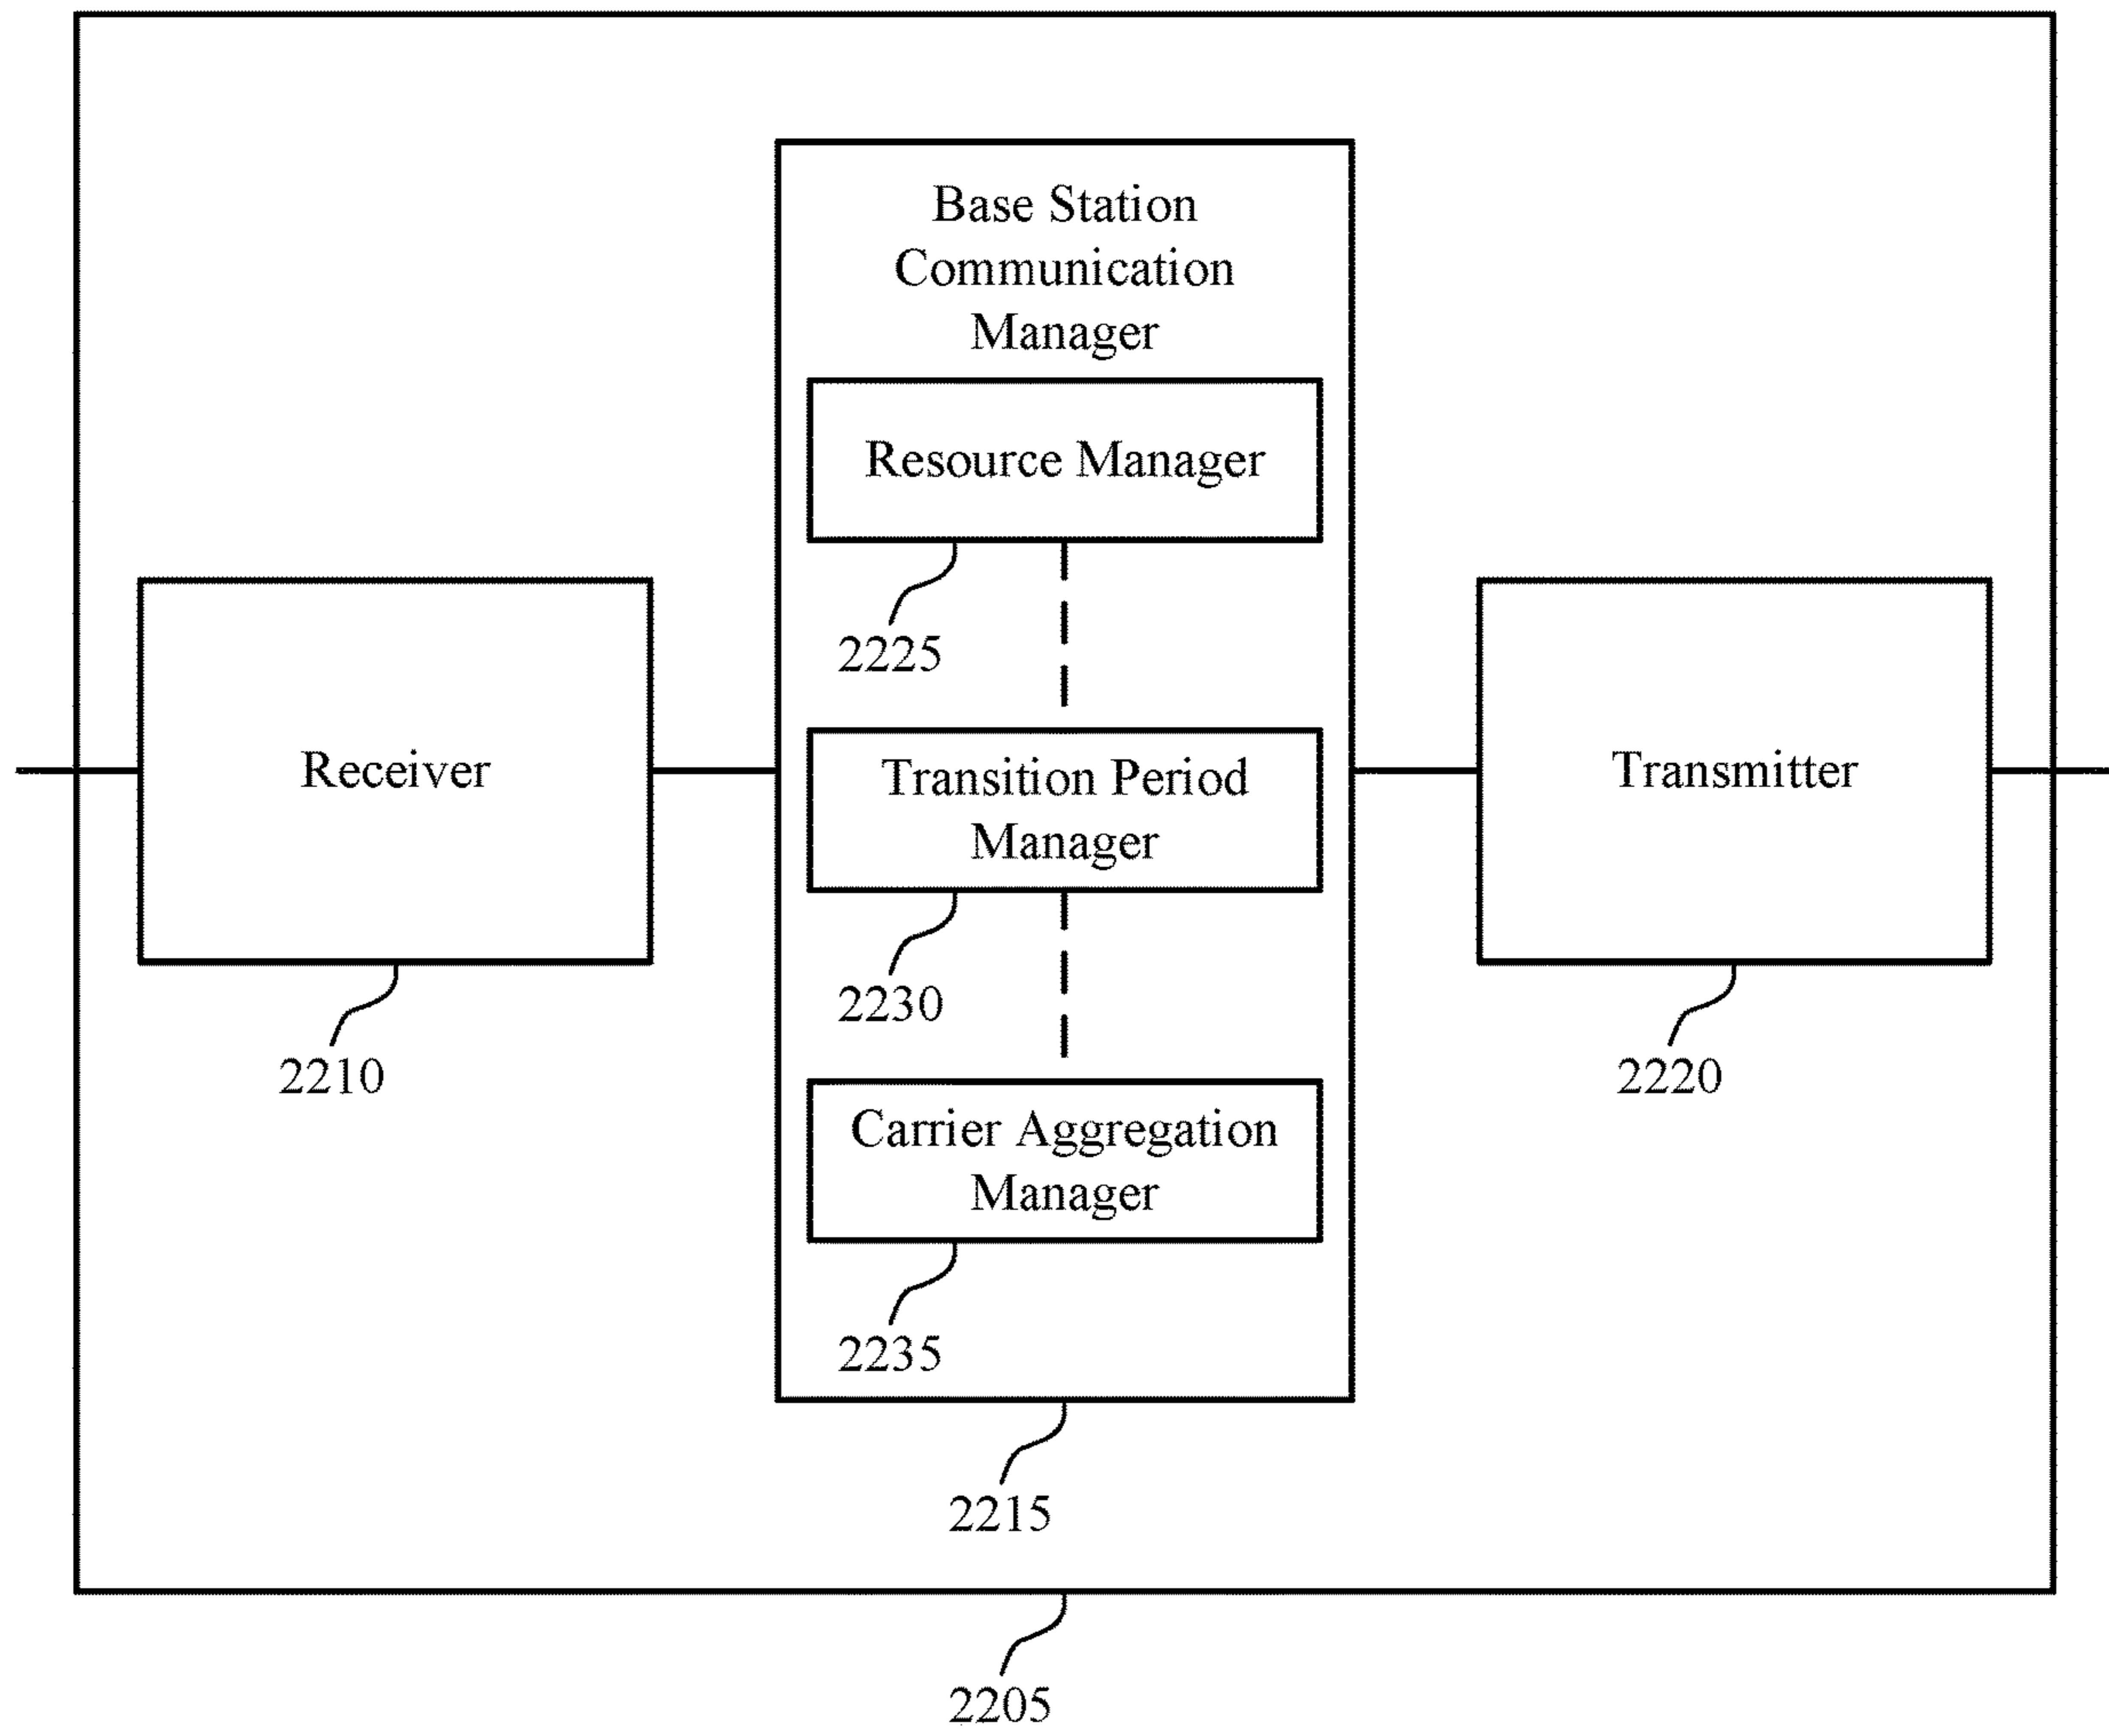 Base Station
Communication
Manager
Resource Manager
2225
Receiver
2210
Transition Period
Manager
2230
Transmitter
2220
Carrier Aggregation
Manager
2235
2215
2205